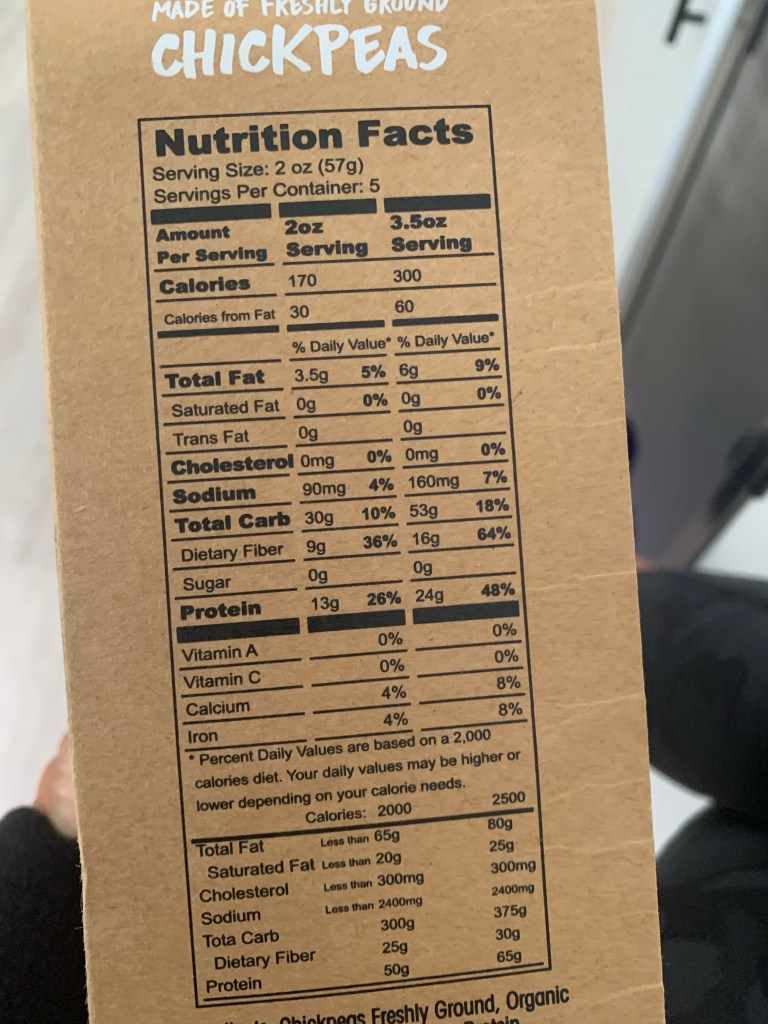 MADE OF FRESHLY GROUND
CHICKPEAS
Nutrition Facts
Serving Size: 2 oz (57g)
Servings Per Container: 5
Amount Per Serving 2oz Serving 3.5oz Serving
Calories 170 300
Calories from Fat 30 60
% Daily Value* % Daily Value*
Total Fat 3.5g 5% 6g 9%
Saturated Fat 0g 0% 0g 0%
Trans Fat 0g 0g
Cholesterol 0mg 0% 0mg 0%
Sodium 90mg 4% 160mg 7%
Total Carb 30g 10% 53g 18%
Dietary Fiber 9g 36% 16g 64%
Sugar 0g 0g
Protein 13g 26% 24g 48%
Vitamin A 0% 0%
Vitamin C 0% 0%
Calcium 4% 8%
Iron 4% 8%
* Percent Daily Values are based on a 2,000
calories diet. Your daily values may be higher or
lower depending on your calorie needs.
Calories: 2000 2500
Total Fat Less than 65g 80g
Saturated Fat Less than 20g 25g
Cholesterol Less than 300mg 300mg
Sodium Less than 2400mg 2400mg
Tota Carb 300g 375g
Dietary Fiber 25g 30g
Protein 50g 65g
Chickpeas Freshly Ground, Organic